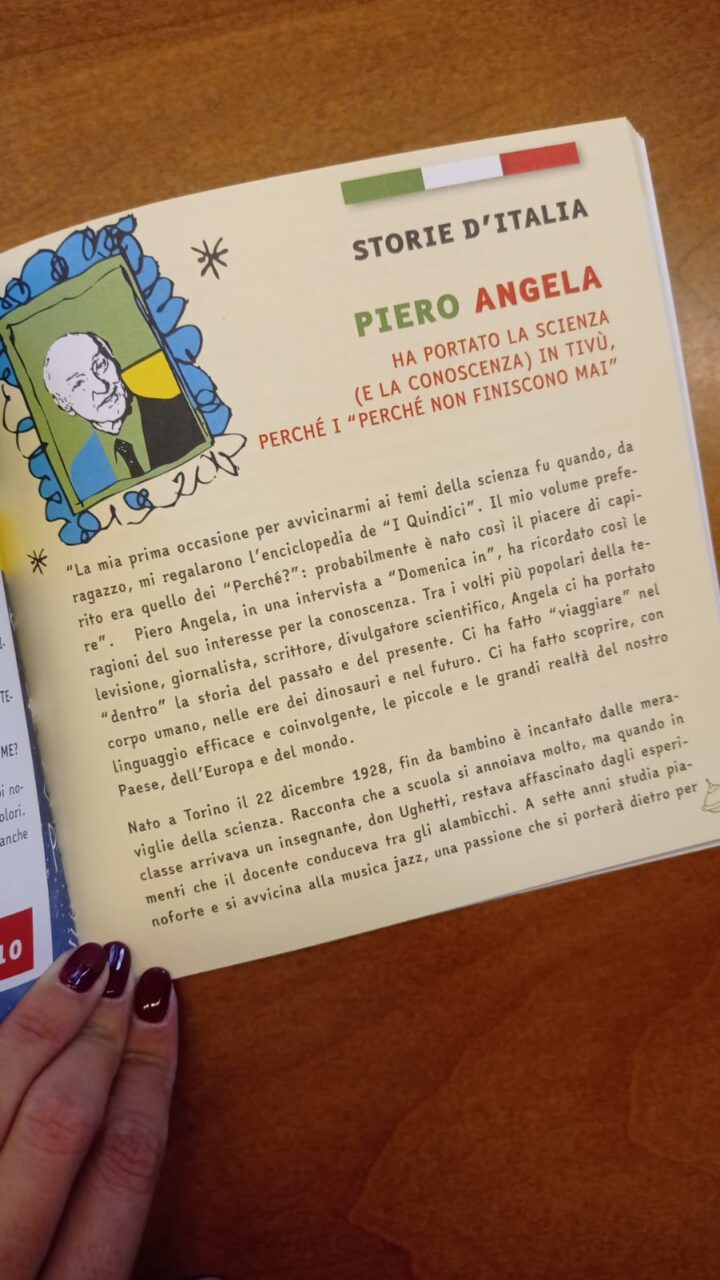 STORIE D'ITALIA
PIERO ANGELA
HA PORTATO LA SCIENZA
(E LA CONOSCENZA) IN TIVÙ,
PERCHÉ I "PERCHÉ NON FINISCONO MAI"
"La mia prima occasione per avvicinarmi ai temi della scienza fu quando, da
ragazzo, mi regalarono l'enciclopedia de "I Quindici". Il mio volume prefe-
rito era quello dei "Perché?": probabilmente è nato così il piacere di capi-
re". Piero Angela, in una intervista a "Domenica in", ha ricordato così le
ragioni del suo interesse per la conoscenza. Tra i volti più popolari della te-
levisione, giornalista, scrittore, divulgatore scientifico, Angela ci ha portato
"dentro" la storia del passato e del presente. Ci ha fatto "viaggiare" nel
corpo umano, nelle ere dei dinosauri e nel futuro. Ci ha fatto scoprire, con
linguaggio efficace e coinvolgente, le piccole e le grandi realtà del nostro
Paese, dell'Europa e del mondo.
Nato a Torino il 22 dicembre 1928, fin da bambino è incantato dalle mera-
viglie della scienza. Racconta che a scuola si annoiava molto, ma quando in
classe arrivava un insegnante, don Ughetti, restava affascinato dagli esperi-
menti che il docente conduceva tra gli alambicchi. A sette anni studia pia-
noforte e si avvicina alla musica jazz, una passione che si porterà dietro per
TE-
ME?
no-
olori.
anche
10